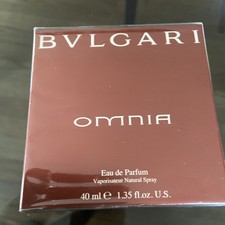 BVLGARI
OMNIA
Eau de Parfum
Vaporisateur Natural Spray
40 ml e 1.35 fl.oz. U.S.